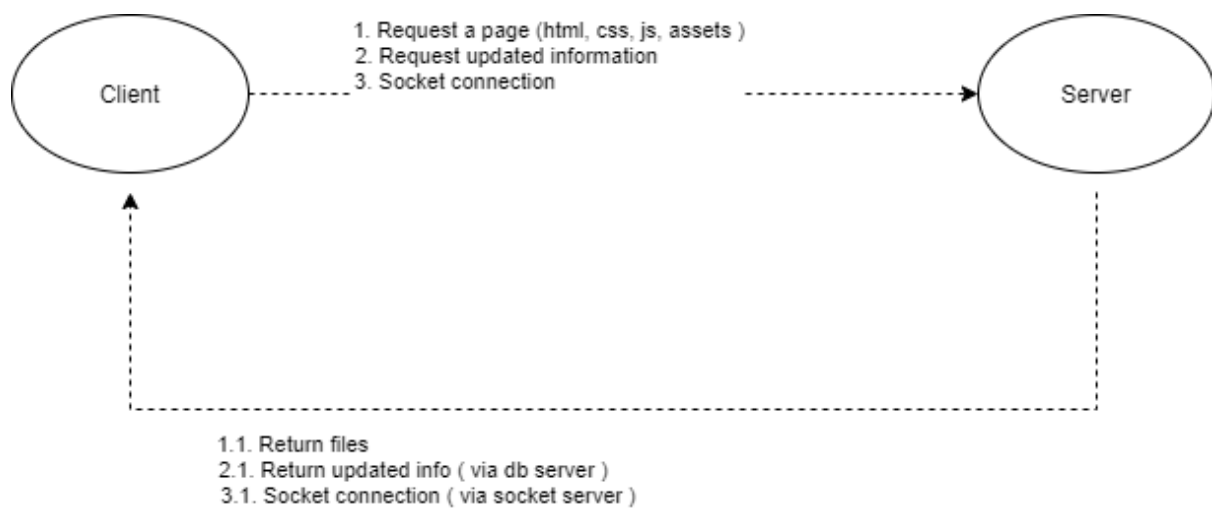 Client
1. Request a page (html, css, js, assets )
2. Request updated information
3. Socket connection
Server
1.1. Return files
2.1. Return updated info ( via db server )
3.1. Socket connection ( via socket server )